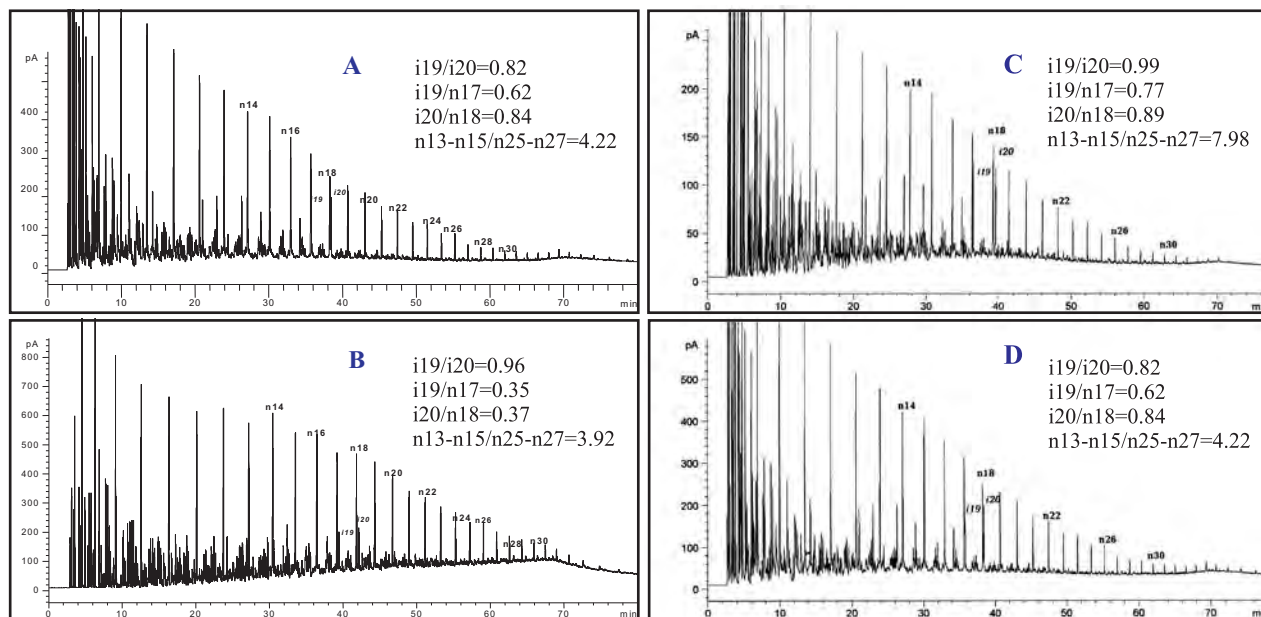 pA
A
i19/i20=0.82
i19/n17=0.62
i20/n18=0.84
n13-n15/n25-n27=4.22
400
300
200
100
0
n14
n16
n18
i20
n20
n22
n24
n26
n28
n30
0 10 20 30 40 50 60 70 min
pA
B
i19/i20=0.96
i19/n17=0.35
i20/n18=0.37
n13-n15/n25-n27=3.92
800
700
600
500
400
300
200
100
0
n14
n16
n18
i19
i20
n20
n22
n24
n26
n28
n30
0 10 20 30 40 50 60 70 min
pA
C
i19/i20=0.99
i19/n17=0.77
i20/n18=0.89
n13-n15/n25-n27=7.98
200
150
100
50
0
n14
n18
i19
i20
n22
n26
n30
0 10 20 30 40 50 60 70
pA
D
i19/i20=0.82
i19/n17=0.62
i20/n18=0.84
n13-n15/n25-n27=4.22
500
400
300
200
100
0
n14
n18
i19
i20
n22
n26
n30
0 10 20 30 40 50 60 70